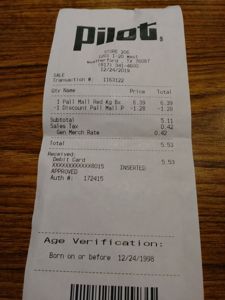 PILOT
STORE 206
1201 I-20 West
Weatherford , TX 76087
(817) 341-4600
12/24/2019
SALE
Transaction #: 1163122
Qty Name Price Total
1 Pall Mall Red Kg Bx 6.39 6.39
-1 Discount Pall Mall P -1.28 -1.28
Subtotal 5.11
Sales Tax 0.42
Gen Merch Rate 0.42
Total 5.53
Received:
Debit Card 5.53
XXXXXXXXXXXX8015 INSERTED
APPROVED
Auth #: 172415
Age Verification:
Born on or before 12/24/1998